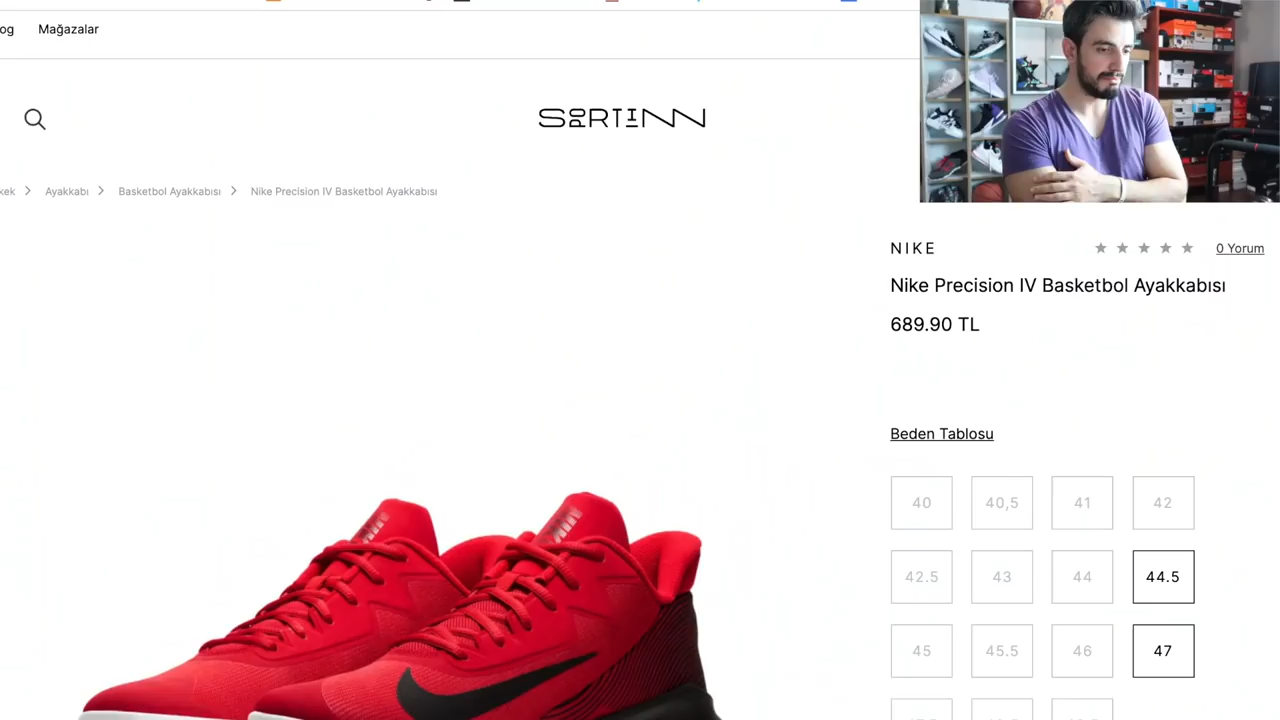 og Mağazalar
SOORTINN
kek > Ayakkabı > Basketbol Ayakkabısı > Nike Precision IV Basketbol Ayakkabısı
NIKE
0 Yorum
Nike Precision IV Basketbol Ayakkabısı
689.90 TL
Beden Tablosu
40 40,5 41 42
42.5 43 44 44.5
45 45.5 46 47